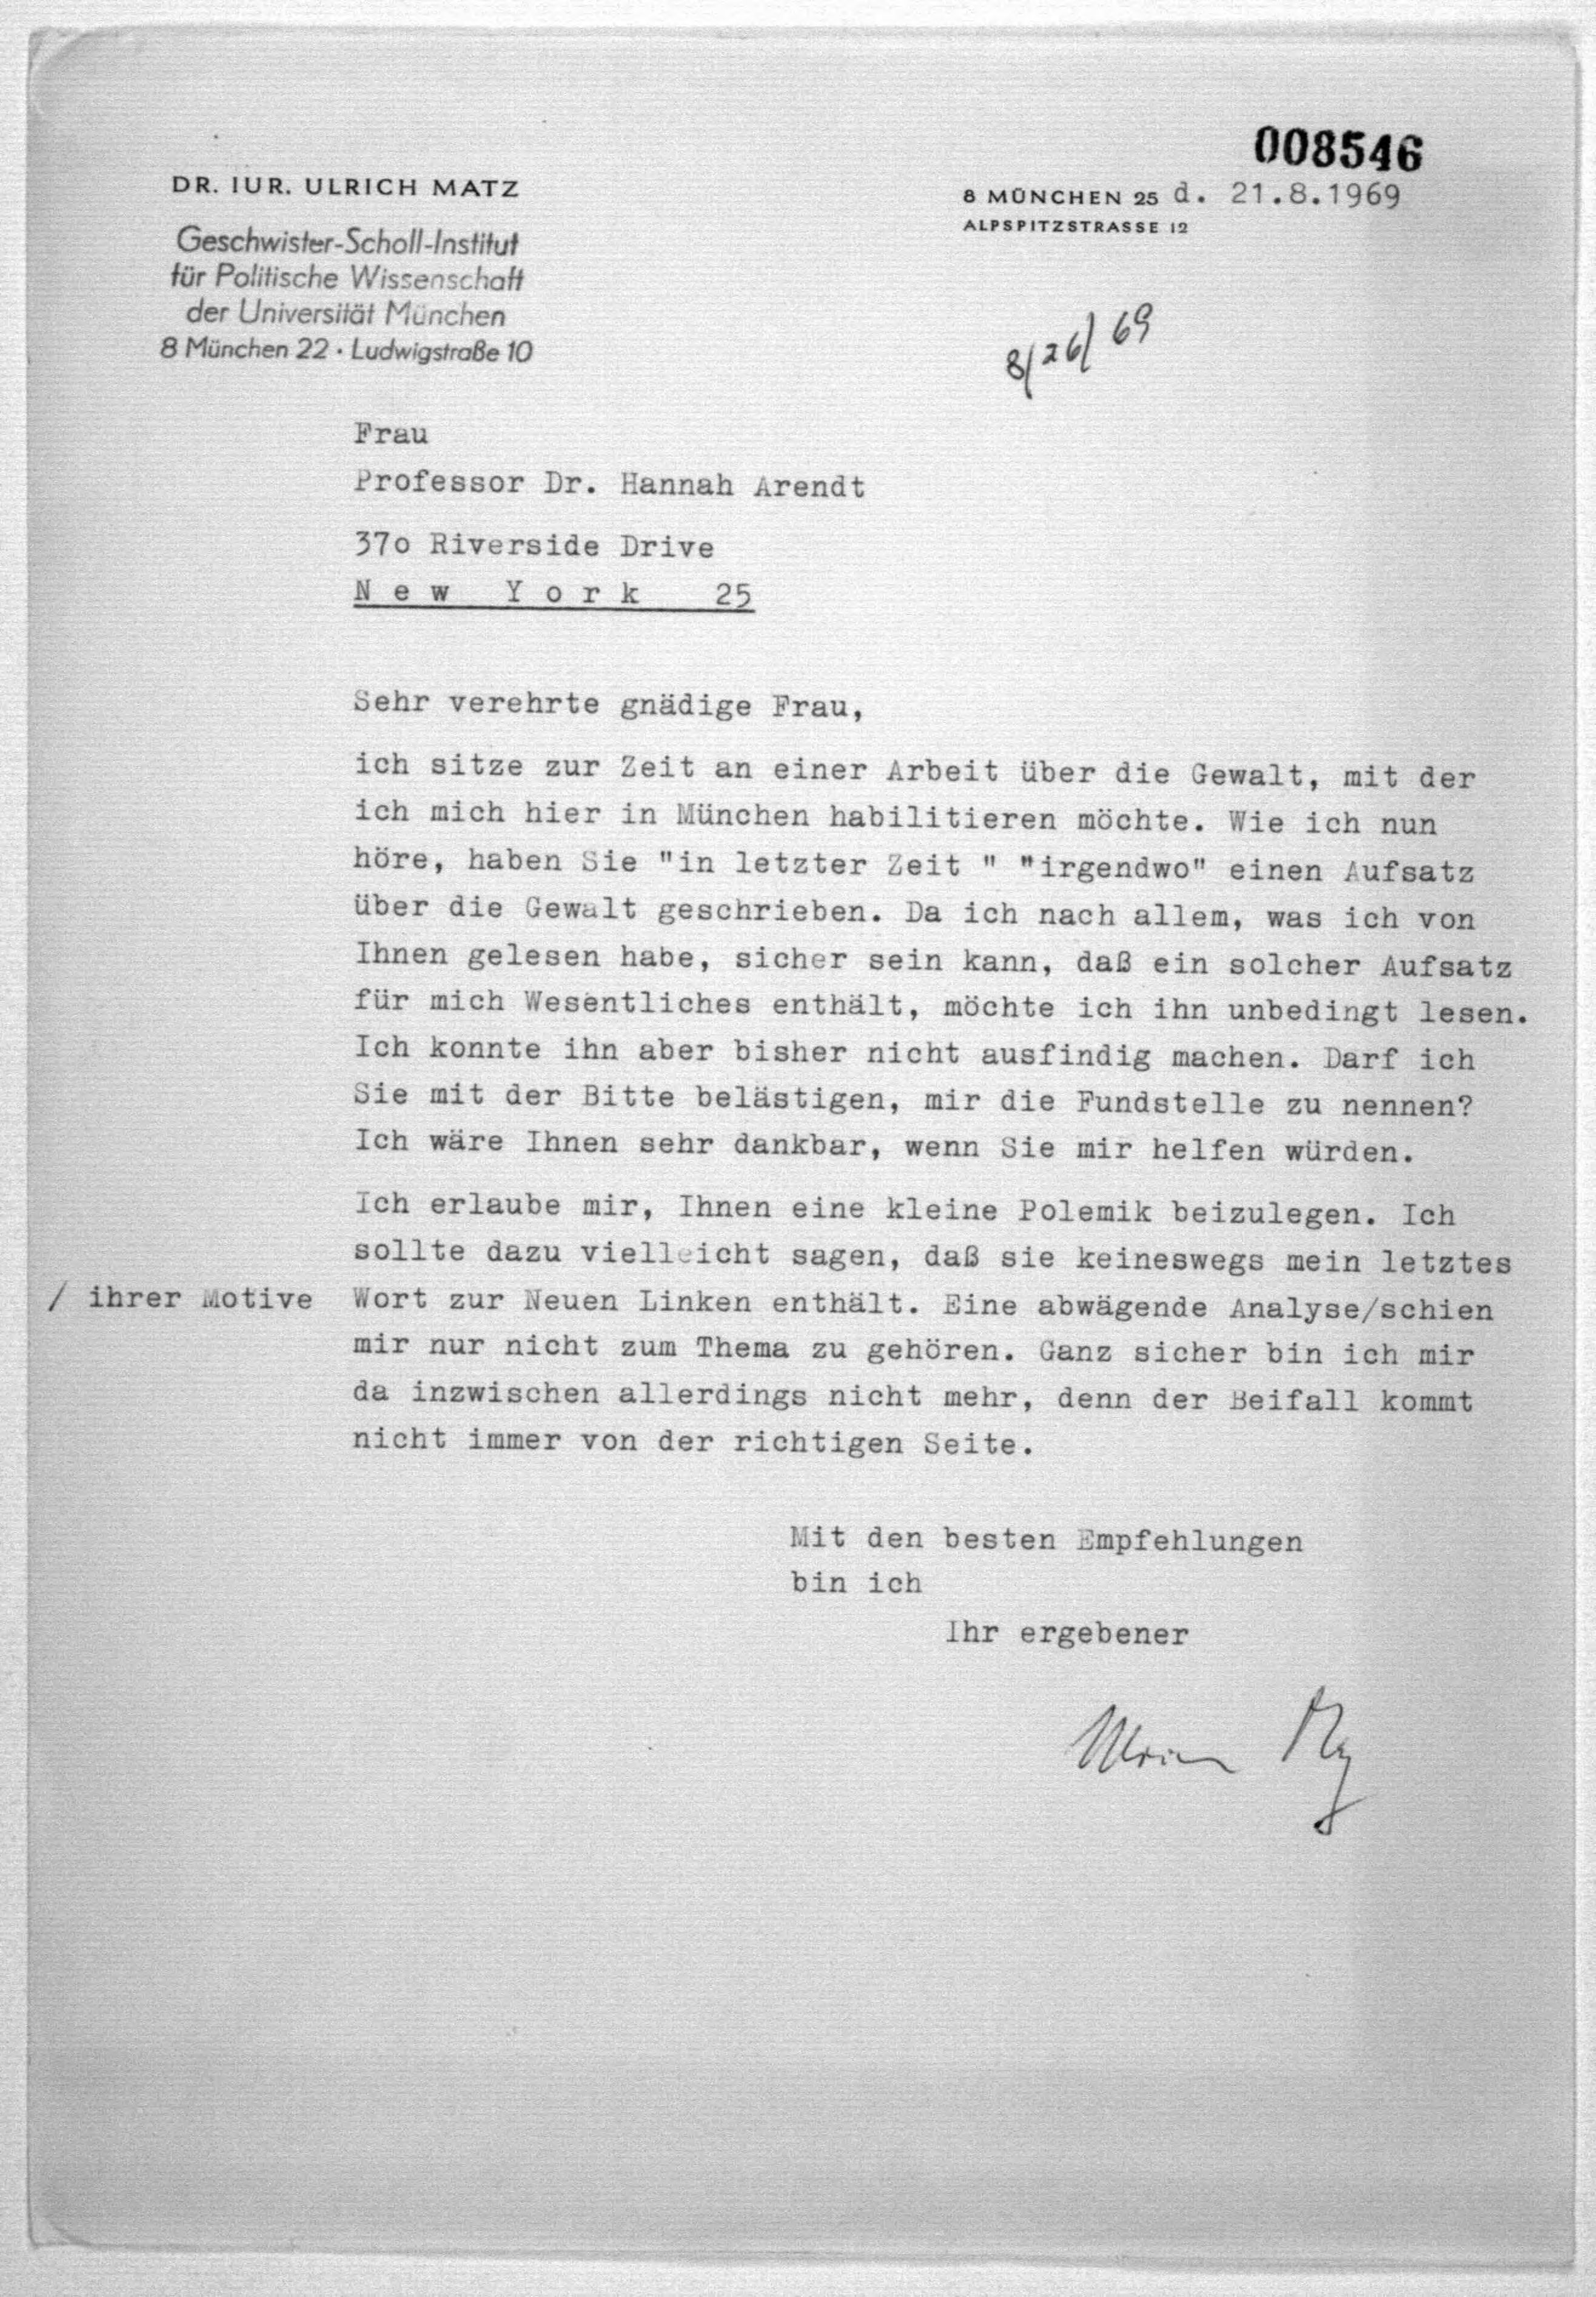 008546
DR. IUR. ULRICH MATZ
8 MÜNCHEN 25 d. 21.8.1969
ALPSPITZSTRASSE 12
Geschwister-Scholl-Institut
für Politische Wissenschaft
der Universität München
8 München 22 · Ludwigstraße 10
8/26/69
Frau
Professor Dr. Hannah Arendt
37o Riverside Drive
N e w   Y o r k   25
Sehr verehrte gnädige Frau,
ich sitze zur Zeit an einer Arbeit über die Gewalt, mit der
ich mich hier in München habilitieren möchte. Wie ich nun
höre, haben Sie "in letzter Zeit " "irgendwo" einen Aufsatz
über die Gewalt geschrieben. Da ich nach allem, was ich von
Ihnen gelesen habe, sicher sein kann, daß ein solcher Aufsatz
für mich Wesentliches enthält, möchte ich ihn unbedingt lesen.
Ich konnte ihn aber bisher nicht ausfindig machen. Darf ich
Sie mit der Bitte belästigen, mir die Fundstelle zu nennen?
Ich wäre Ihnen sehr dankbar, wenn Sie mir helfen würden.
Ich erlaube mir, Ihnen eine kleine Polemik beizulegen. Ich
sollte dazu vielleicht sagen, daß sie keineswegs mein letztes
/ ihrer Motive
Wort zur Neuen Linken enthält. Eine abwägende Analyse/schien
mir nur nicht zum Thema zu gehören. Ganz sicher bin ich mir
da inzwischen allerdings nicht mehr, denn der Beifall kommt
nicht immer von der richtigen Seite.
Mit den besten Empfehlungen
bin ich
Ihr ergebener